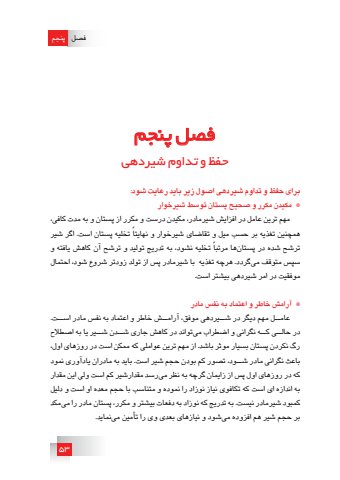 فصل پنجم
فصل پنجم
حفظ و تداوم شیردهی
برای حفظ و تداوم شیردهی اصول زیر باید رعایت شود:
● مکیدن مکرر و صحیح پستان توسط شیرخوار
مهم ترین عامل در افزایش شیرمادر، مکیدن درست و مکرر از پستان و به مدت کافی،
همچنین تغذیه بر حسب میل و تقاضای شیرخوار و نهایتاً تخلیه پستان است. اگر شیر
ترشح شده در پستان‌ها مرتباً تخلیه نشود، به تدریج تولید و ترشح آن کاهش یافته و
سپس متوقف می‌گردد. هرچه تغذیه با شیرمادر پس از تولد زودتر شروع شود، احتمال
موفقیت در امر شیردهی بیشتر است.
● آرامش خاطر و اعتماد به نفس مادر
عامل مهم دیگر در شیردهی موفق، آرامش خاطر و اعتماد به نفس مادر است.
در حالی که نگرانی و اضطراب می‌تواند در کاهش جاری شدن شیر یا به اصطلاح
رگ نکردن پستان بسیار موثر باشد. از مهم ترین عواملی که ممکن است در روزهای اول،
باعث نگرانی مادر شود، تصور کم بودن حجم شیر است. باید به مادران یادآوری نمود
که در روزهای اول پس از زایمان گرچه به نظر می‌رسد مقدارشیر کم است ولی این مقدار
به اندازه ای است که تکافوی نیاز نوزاد را نموده و متناسب با حجم معده او است و دلیل
کمبود شیرمادر نیست. به تدریج که نوزاد به دفعات بیشتر و مکرر، پستان مادر را می‌مکد
بر حجم شیر هم افزوده می‌شود و نیازهای بعدی وی را تأمین می‌نماید.
۵۳